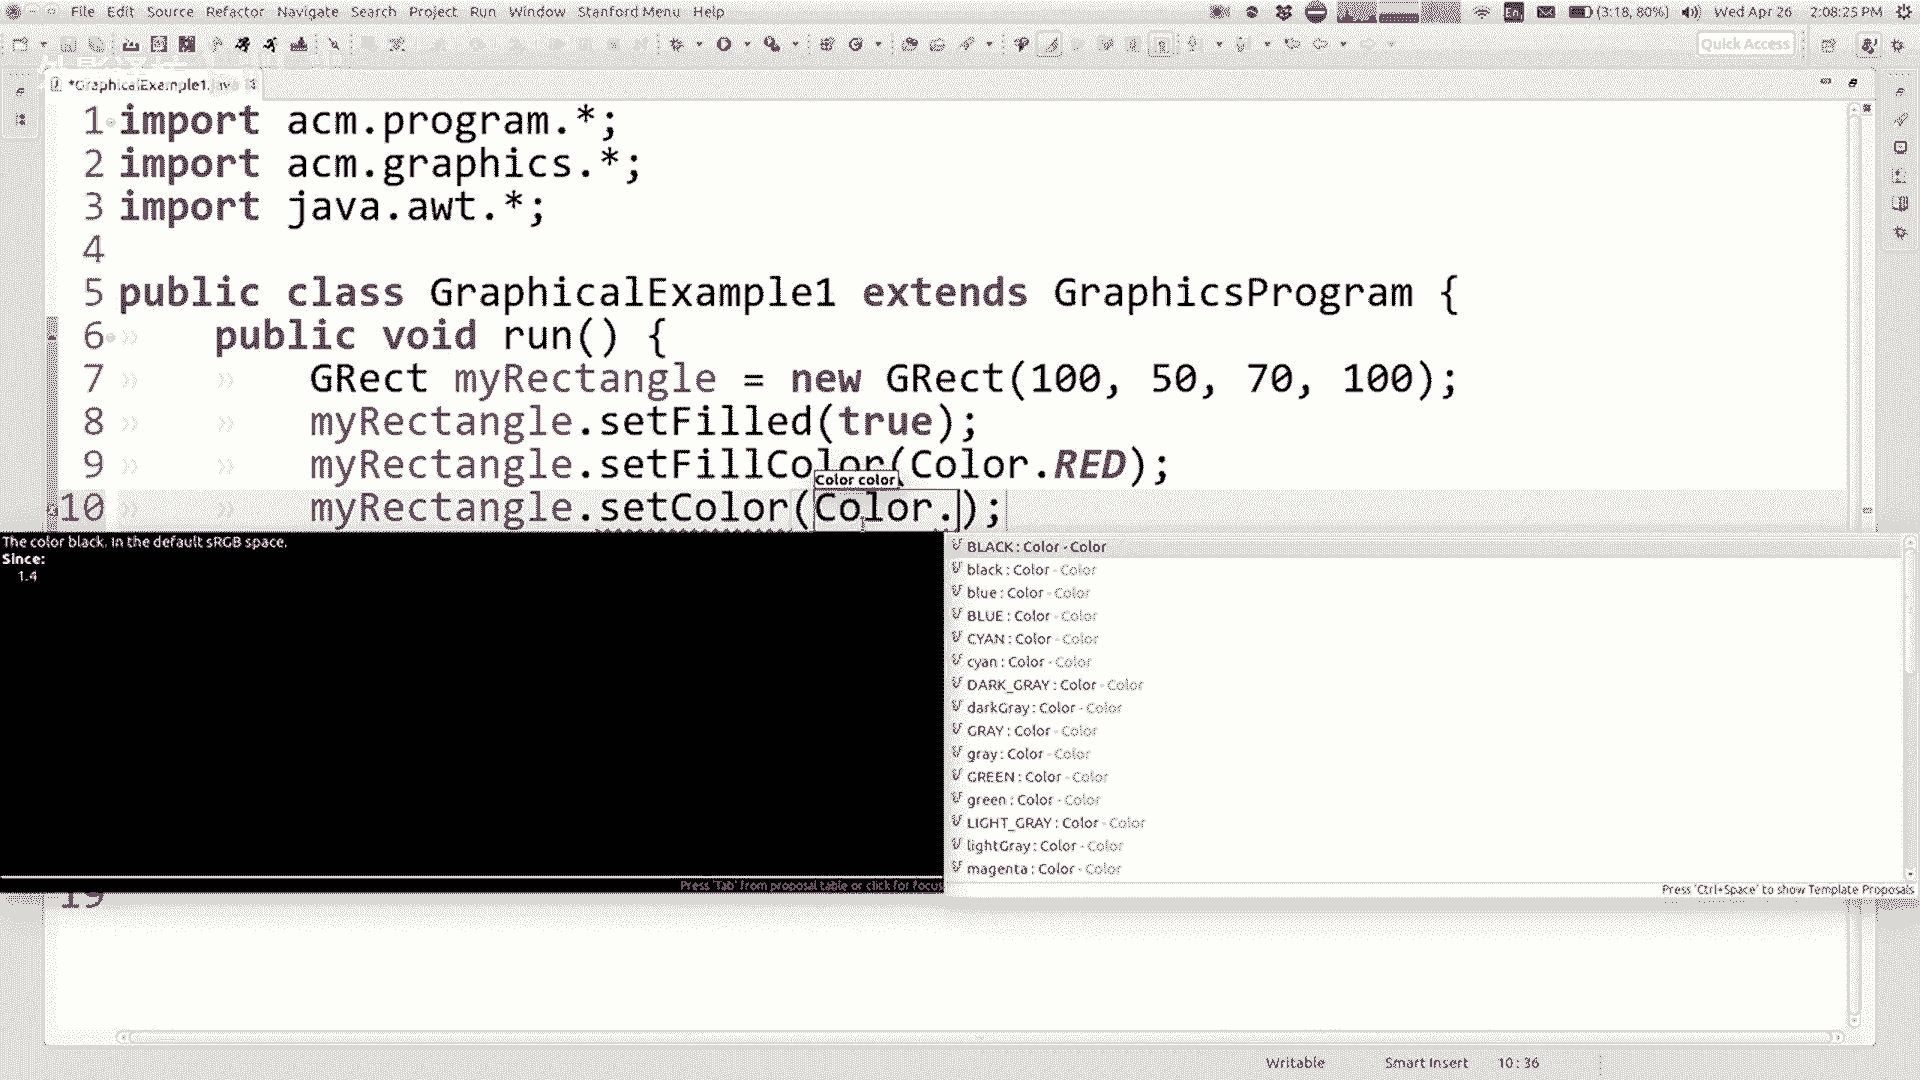 File Edit Source Refactor Navigate Search Project Run Window Stanford Menu Help
En
(3:18, 80%)
Wed Apr 26 2:08:25 PM
Quick Access
*GraphicalExample1.java
1 import acm.program.*;
2 import acm.graphics.*;
3 import java.awt.*;
4
5 public class GraphicalExample1 extends GraphicsProgram {
6 public void run() {
7 GRect myRectangle = new GRect(100, 50, 70, 100);
8 myRectangle.setFilled(true);
9 myRectangle.setFillColor(Color.RED);
Color color
10 myRectangle.setColor(Color.);
The color black. In the default sRGB space.
Since:
1.4
Press 'Tab' from proposal table or click for focus
BLACK : Color - Color
black : Color - Color
blue : Color - Color
BLUE : Color - Color
CYAN : Color - Color
cyan : Color - Color
DARK_GRAY : Color - Color
darkGray : Color - Color
GRAY : Color - Color
gray : Color - Color
GREEN : Color - Color
green : Color - Color
LIGHT_GRAY : Color - Color
lightGray : Color - Color
magenta : Color - Color
Press 'Ctrl+Space' to show Template Proposals
19
Writable Smart Insert 10 : 36